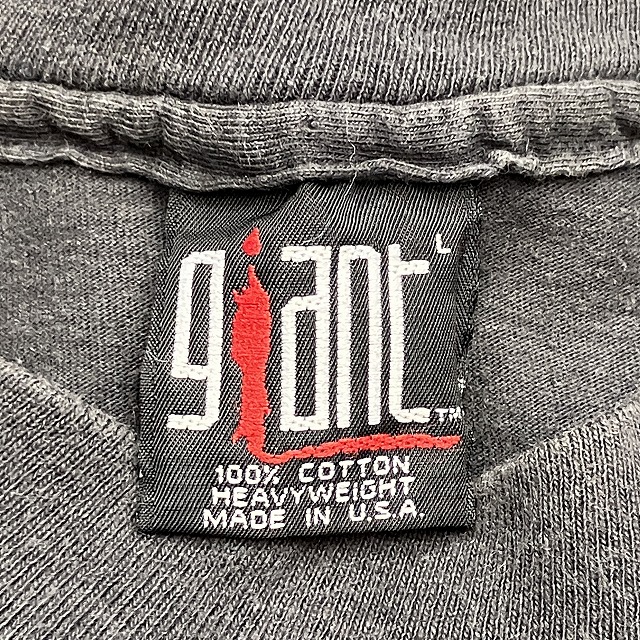 giant L
TM
100% COTTON
HEAVYWEIGHT
MADE IN U.S.A.